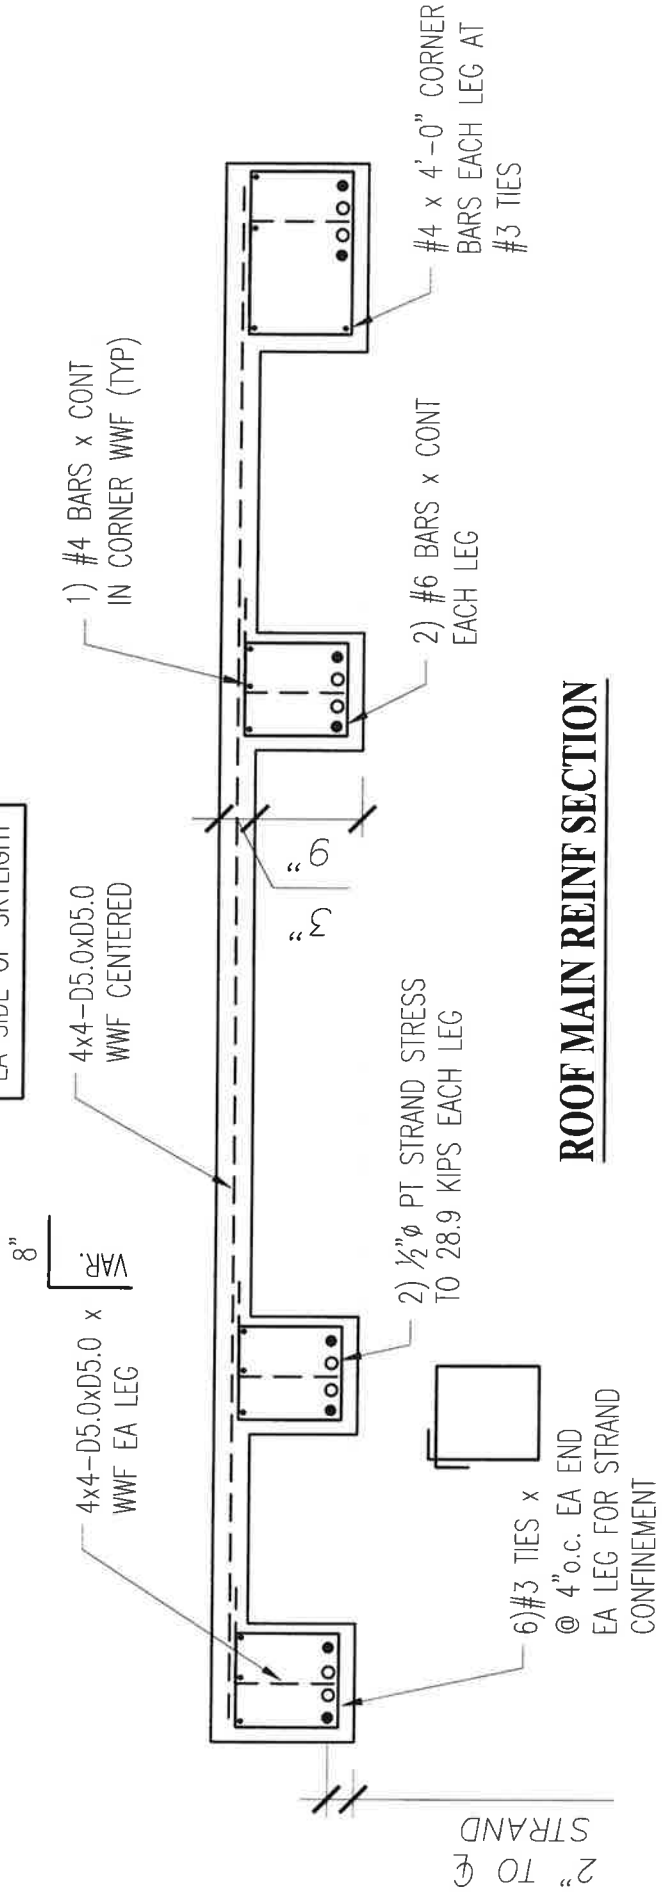 EA SIDE OF SKYLIGHT
8"
VAR.
4x4-D5.0xD5.0 x
WWF EA LEG
4x4-D5.0xD5.0
WWF CENTERED
1) #4 BARS x CONT
IN CORNER WWF (TYP)
3"
9"
2" TO ℄
STRAND
6)#3 TIES x
@ 4"o.c. EA END
EA LEG FOR STRAND
CONFINEMENT
2) ½"ø PT STRAND STRESS
TO 28.9 KIPS EACH LEG
2) #6 BARS x CONT
EACH LEG
#4 x 4'-0" CORNER
BARS EACH LEG AT
#3 TIES
ROOF MAIN REINF SECTION